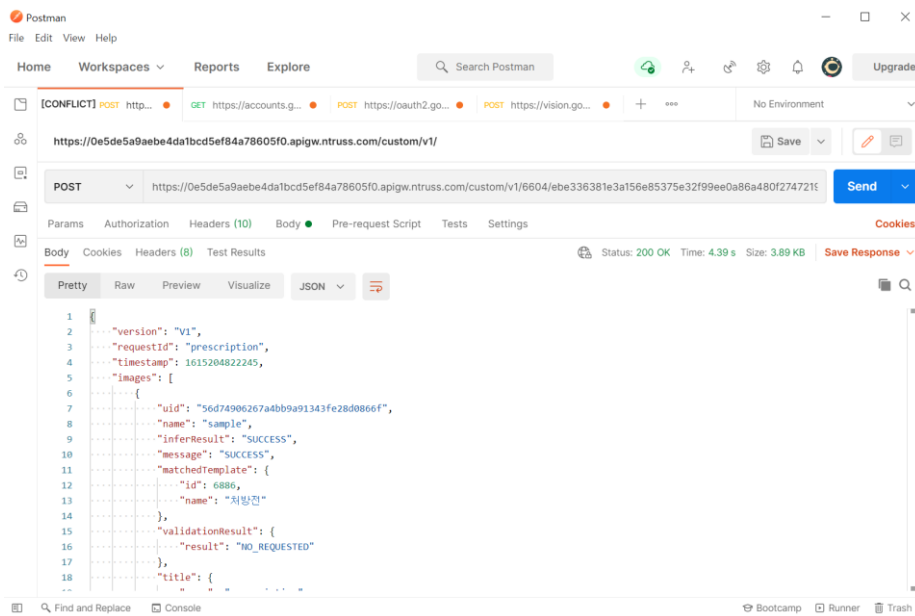 Postman
File Edit View Help
Home Workspaces Reports Explore Search Postman Upgrade
[CONFLICT] POST http... GET https://accounts.g... POST https://oauth2.go... POST https://vision.go... No Environment
https://0e5de5a9aebe4da1bcd5ef84a78605f0.apigw.ntruss.com/custom/v1/ Save
POST https://0e5de5a9aebe4da1bcd5ef84a78605f0.apigw.ntruss.com/custom/v1/6604/ebe336381e3a156e85375e32f99ee0a86a480f2747219 Send
Params Authorization Headers (10) Body Pre-request Script Tests Settings Cookies
Body Cookies Headers (8) Test Results Status: 200 OK Time: 4.39 s Size: 3.89 KB Save Response
Pretty Raw Preview Visualize JSON
1 {
2 "version": "V1",
3 "requestId": "prescription",
4 "timestamp": 1615204822245,
5 "images": [
6 {
7 "uid": "56d74906267a4bb9a91343fe28d0866f",
8 "name": "sample",
9 "inferResult": "SUCCESS",
10 "message": "SUCCESS",
11 "matchedTemplate": {
12 "id": 6886,
13 "name": "처방전"
14 },
15 "validationResult": {
16 "result": "NO_REQUESTED"
17 },
18 "title": {
Find and Replace Console Bootcamp Runner Trash